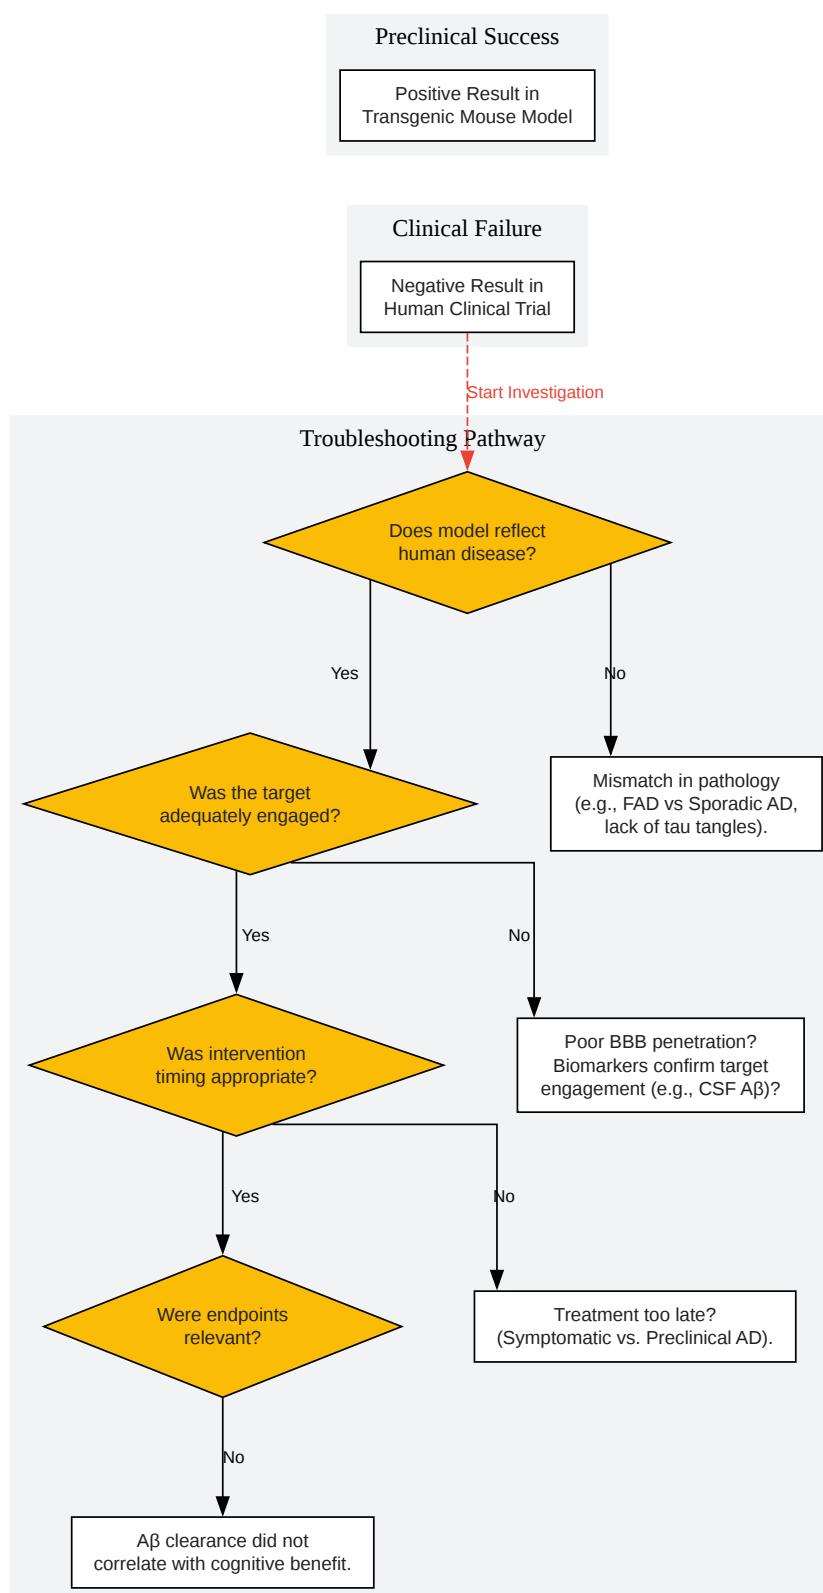 Preclinical Success
Positive Result in
Transgenic Mouse Model
Clinical Failure
Negative Result in
Human Clinical Trial
Start Investigation
Troubleshooting Pathway
Does model reflect
human disease?
Yes
No
Was the target
adequately engaged?
Mismatch in pathology
(e.g., FAD vs Sporadic AD,
lack of tau tangles).
Yes
No
Was intervention
timing appropriate?
Poor BBB penetration?
Biomarkers confirm target
engagement (e.g., CSF Aβ)?
Yes
No
Were endpoints
relevant?
Treatment too late?
(Symptomatic vs. Preclinical AD).
No
Aβ clearance did not
correlate with cognitive benefit.